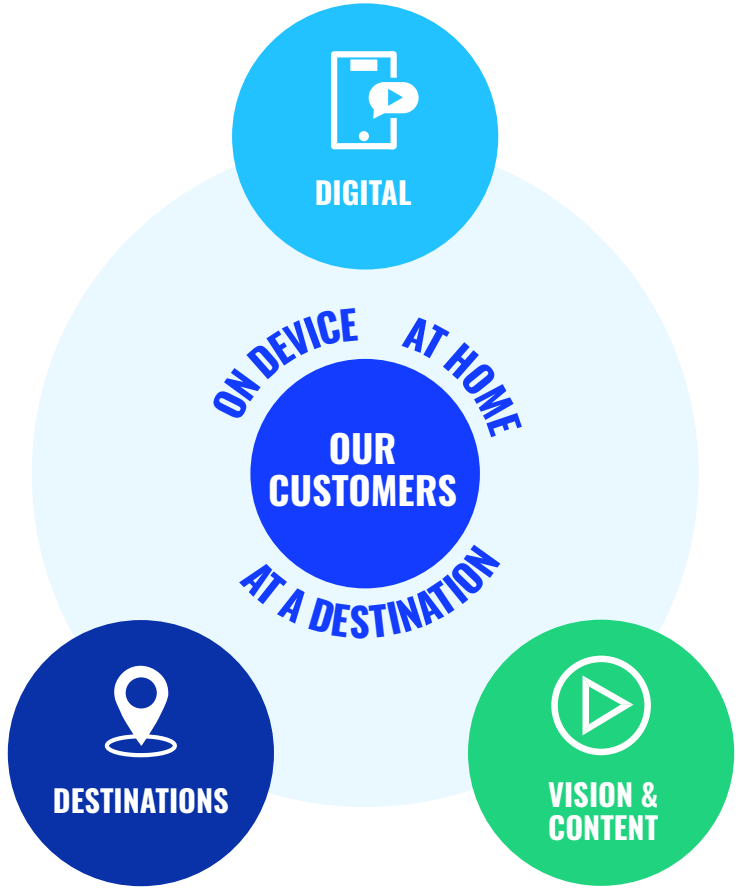 DIGITAL
ON DEVICE
AT HOME
OUR
CUSTOMERS
AT A DESTINATION
DESTINATIONS
VISION &
CONTENT